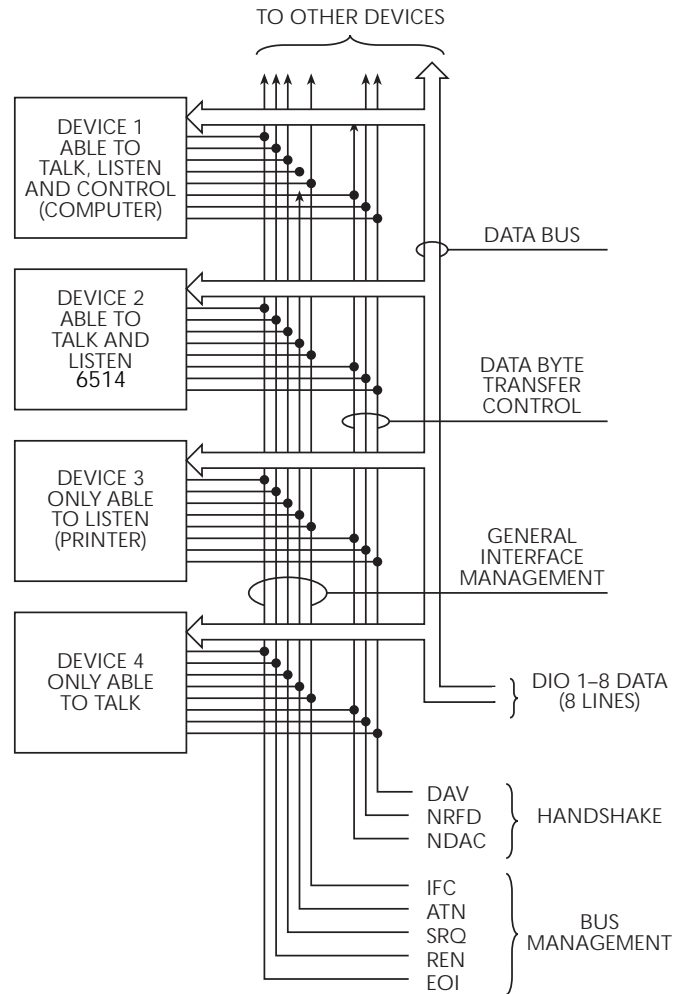 TO OTHER DEVICES
DEVICE 1
ABLE TO
TALK, LISTEN
AND CONTROL
(COMPUTER)
DATA BUS
DEVICE 2
ABLE TO
TALK AND
LISTEN
6514
DATA BYTE
TRANSFER
CONTROL
DEVICE 3
ONLY ABLE
TO LISTEN
(PRINTER)
GENERAL
INTERFACE
MANAGEMENT
DEVICE 4
ONLY ABLE
TO TALK
DIO 1–8 DATA
(8 LINES)
DAV
NRFD
NDAC
HANDSHAKE
IFC
ATN
SRQ
REN
EOI
BUS
MANAGEMENT